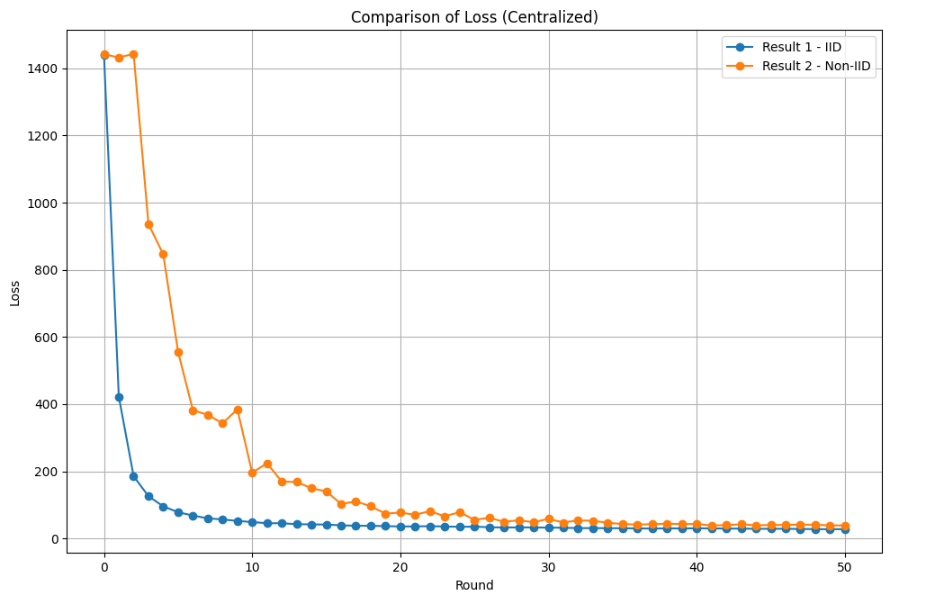 Comparison of Loss (Centralized)
Result 1 - IID
Result 2 - Non-IID
1400
1200
1000
800
600
400
200
0
Loss
0 10 20 30 40 50
Round